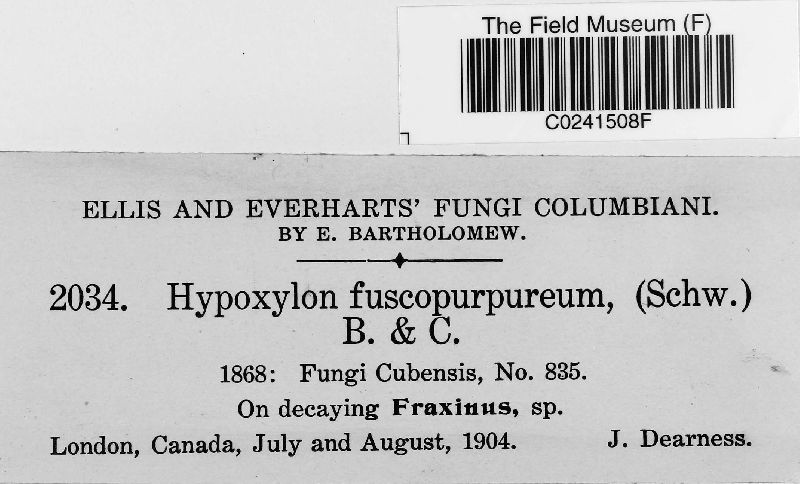 The Field Museum (F)
C0241508F
ELLIS AND EVERHARTS' FUNGI COLUMBIANI.
BY E. BARTHOLOMEW.
2034. Hypoxylon fuscopurpureum, (Schw.)
B. & C.
1868: Fungi Cubensis, No. 835.
On decaying Fraxinus, sp.
London, Canada, July and August, 1904. J. Dearness.